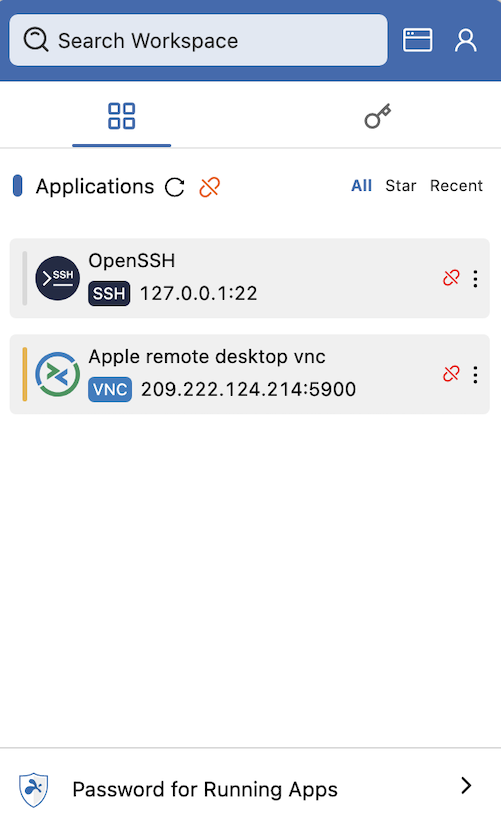 Search Workspace
Applications
All Star Recent
OpenSSH
SSH
SSH 127.0.0.1:22
Apple remote desktop vnc
VNC 209.222.124.214:5900
Password for Running Apps